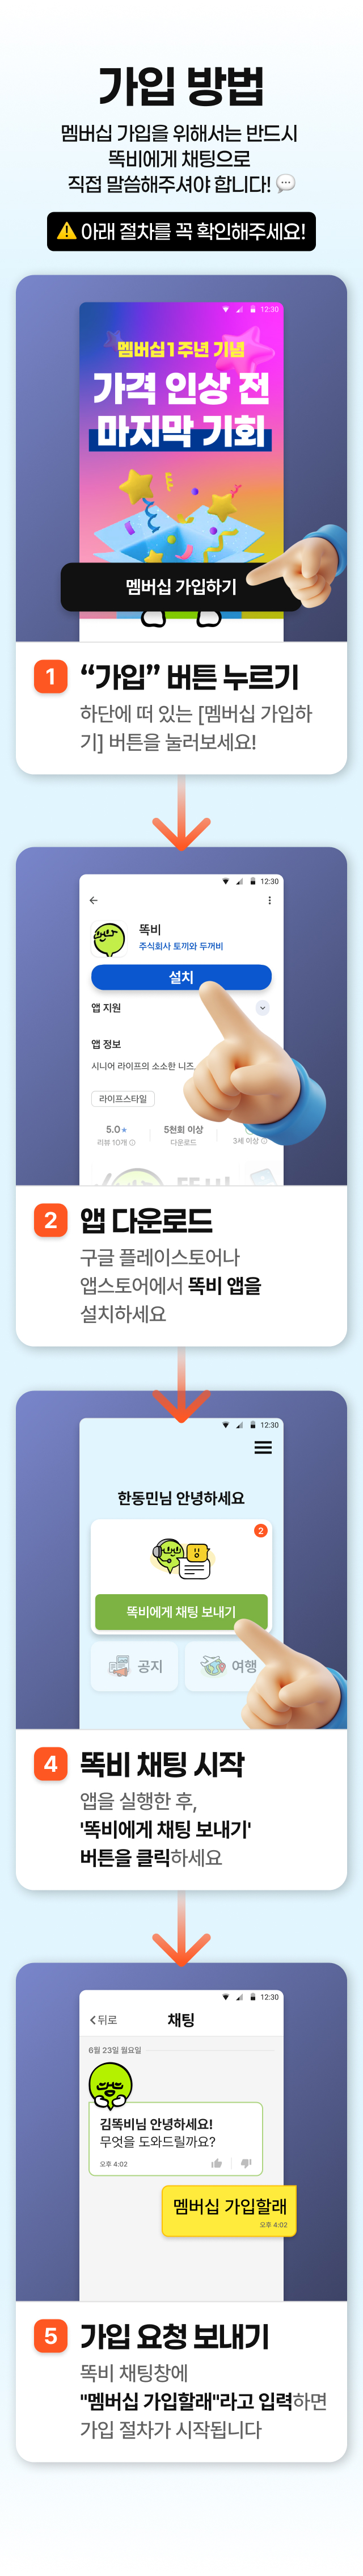 가입 방법
멤버십 가입을 위해서는 반드시
똑비에게 채팅으로
직접 말씀해주셔야 합니다!
아래 절차를 꼭 확인해주세요!
12:30
멤버십 1주년 기념
가격 인상 전
마지막 기회
멤버십 가입하기
1
“가입” 버튼 누르기
하단에 떠 있는 [멤버십 가입하
기] 버튼을 눌러보세요!
12:30
똑비
주식회사 토끼와 두꺼비
설치
앱 지원
앱 정보
시니어 라이프의 소소한 니즈
라이프스타일
5.0★
리뷰 10개
5천회 이상
다운로드
3세 이상
똑비
2
앱 다운로드
구글 플레이스토어나
앱스토어에서 똑비 앱을
설치하세요
12:30
한동민님 안녕하세요
2
똑비에게 채팅 보내기
공지
여행
4
똑비 채팅 시작
앱을 실행한 후,
'똑비에게 채팅 보내기'
버튼을 클릭하세요
12:30
뒤로
채팅
6월 23일 월요일
김똑비님 안녕하세요!
무엇을 도와드릴까요?
오후 4:02
멤버십 가입할래
오후 4:02
5
가입 요청 보내기
똑비 채팅창에
"멤버십 가입할래"라고 입력하면
가입 절차가 시작됩니다